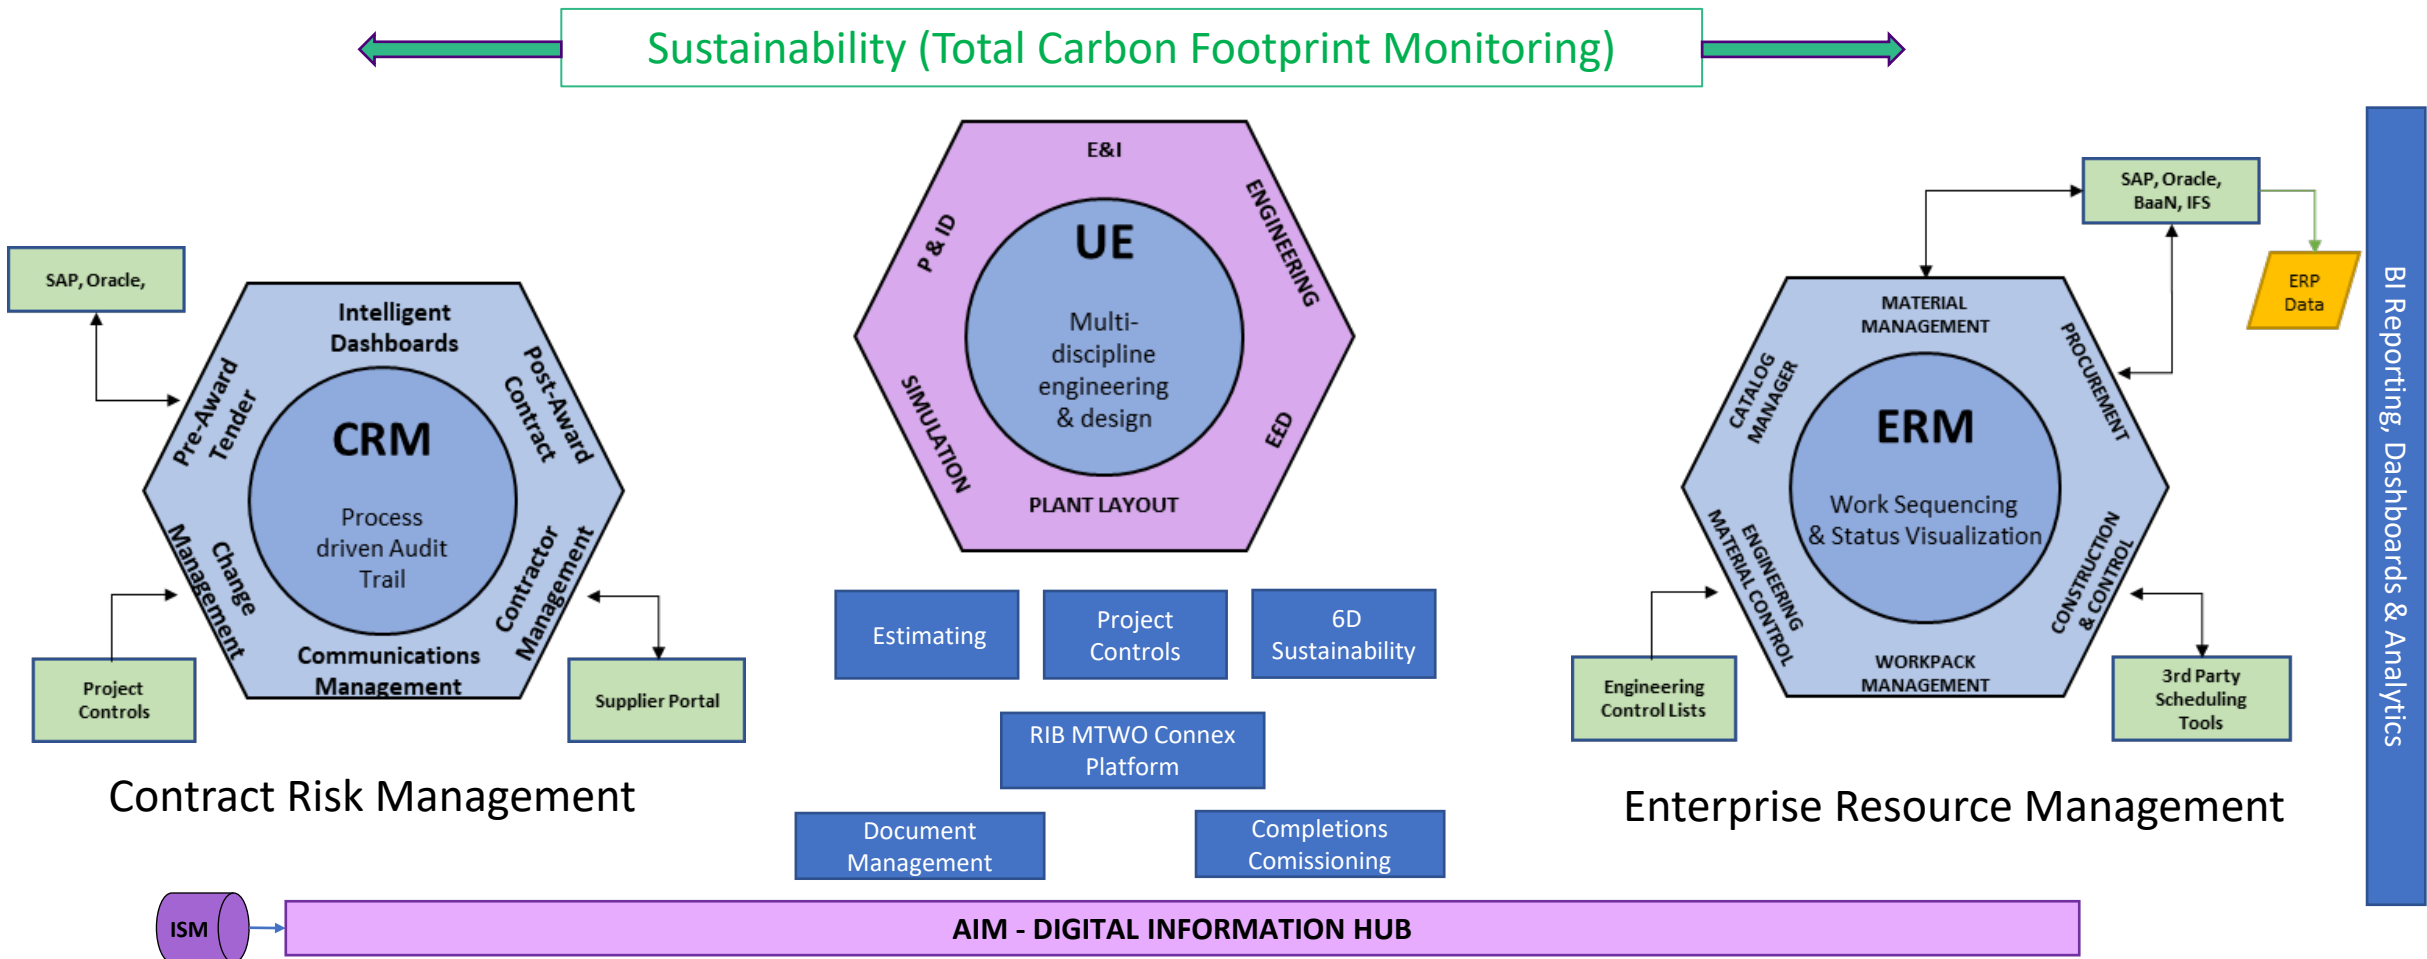 Sustainability (Total Carbon Footprint Monitoring)
SAP, Oracle,
Intelligent
Dashboards
Pre-Award
Tender
Post-Award
Contract
CRM
Process
driven Audit
Trail
Change
Management
Contractor
Management
Communications
Management
Project
Controls
Supplier Portal
Contract Risk Management
E&I
P & ID
ENGINEERING
UE
Multi-
discipline
engineering
& design
SIMULATION
EED
PLANT LAYOUT
Estimating
Project
Controls
6D
Sustainability
RIB MTWO Connex
Platform
Document
Management
Completions
Comissioning
SAP, Oracle,
BaaN, IFS
ERP
Data
MATERIAL
MANAGEMENT
CATALOG
MANAGER
PROCUREMENT
ERM
Work Sequencing
& Status Visualization
ENGINEERING
MATERIAL CONTROL
CONSTRUCTION
& CONTROL
WORKPACK
MANAGEMENT
Engineering
Control Lists
3rd Party
Scheduling
Tools
Enterprise Resource Management
BI Reporting, Dashboards & Analytics
ISM
AIM - DIGITAL INFORMATION HUB